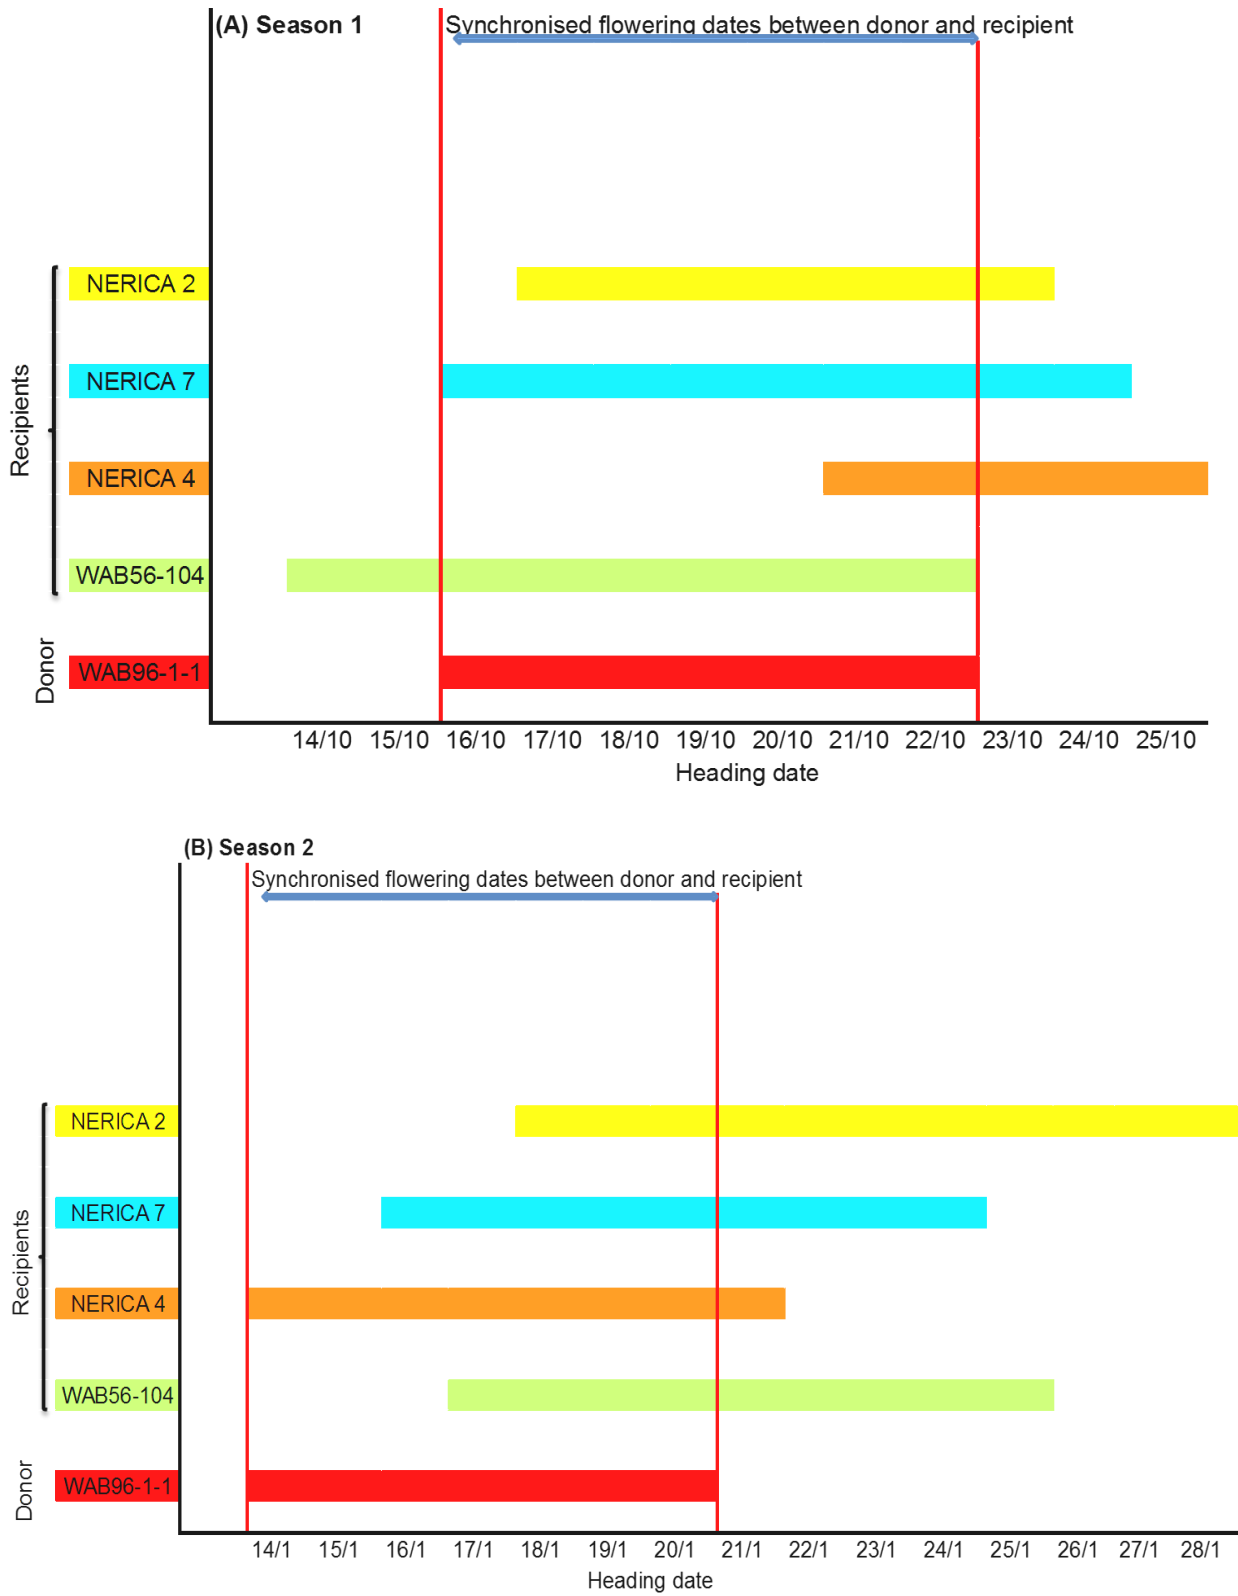 (A) Season 1
Synchronised flowering dates between donor and recipient
Recipients
NERICA 2
NERICA 7
NERICA 4
WAB56-104
Donor
WAB96-1-1
14/10 15/10 16/10 17/10 18/10 19/10 20/10 21/10 22/10 23/10 24/10 25/10
Heading date
(B) Season 2
Synchronised flowering dates between donor and recipient
Recipients
NERICA 2
NERICA 7
NERICA 4
WAB56-104
Donor
WAB96-1-1
14/1 15/1 16/1 17/1 18/1 19/1 20/1 21/1 22/1 23/1 24/1 25/1 26/1 27/1 28/1
Heading date